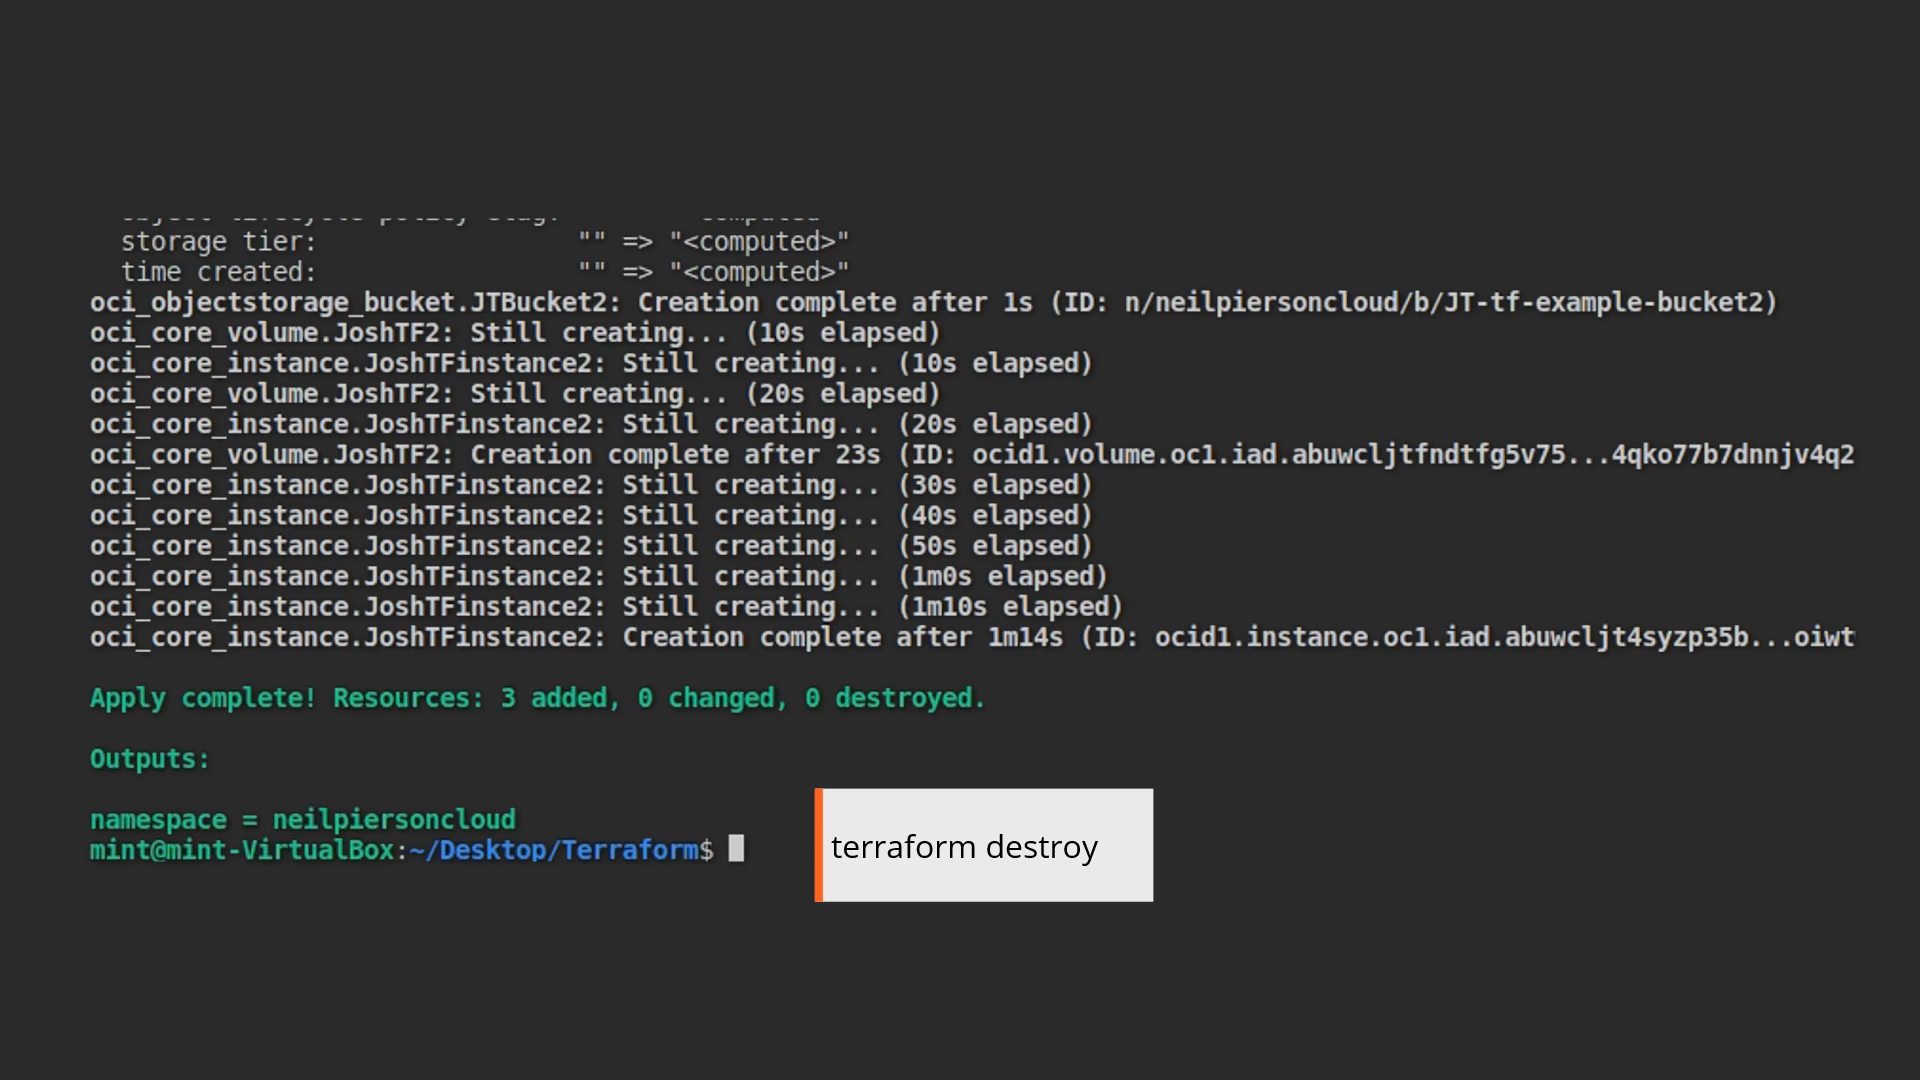 storage tier: "" => "<computed>"
time created: "" => "<computed>"
oci_objectstorage_bucket.JTBucket2: Creation complete after 1s (ID: n/neilpiersoncloud/b/JT-tf-example-bucket2)
oci_core_volume.JoshTF2: Still creating... (10s elapsed)
oci_core_instance.JoshTFinstance2: Still creating... (10s elapsed)
oci_core_volume.JoshTF2: Still creating... (20s elapsed)
oci_core_instance.JoshTFinstance2: Still creating... (20s elapsed)
oci_core_volume.JoshTF2: Creation complete after 23s (ID: ocid1.volume.oc1.iad.abuwcljtfndtfg5v75...4qko77b7dnnjv4q2
oci_core_instance.JoshTFinstance2: Still creating... (30s elapsed)
oci_core_instance.JoshTFinstance2: Still creating... (40s elapsed)
oci_core_instance.JoshTFinstance2: Still creating... (50s elapsed)
oci_core_instance.JoshTFinstance2: Still creating... (1m0s elapsed)
oci_core_instance.JoshTFinstance2: Still creating... (1m10s elapsed)
oci_core_instance.JoshTFinstance2: Creation complete after 1m14s (ID: ocid1.instance.oc1.iad.abuwcljt4syzp35b...oiwt
Apply complete! Resources: 3 added, 0 changed, 0 destroyed.
Outputs:
namespace = neilpiersoncloud
mint@mint-VirtualBox:~/Desktop/Terraform$
terraform destroy